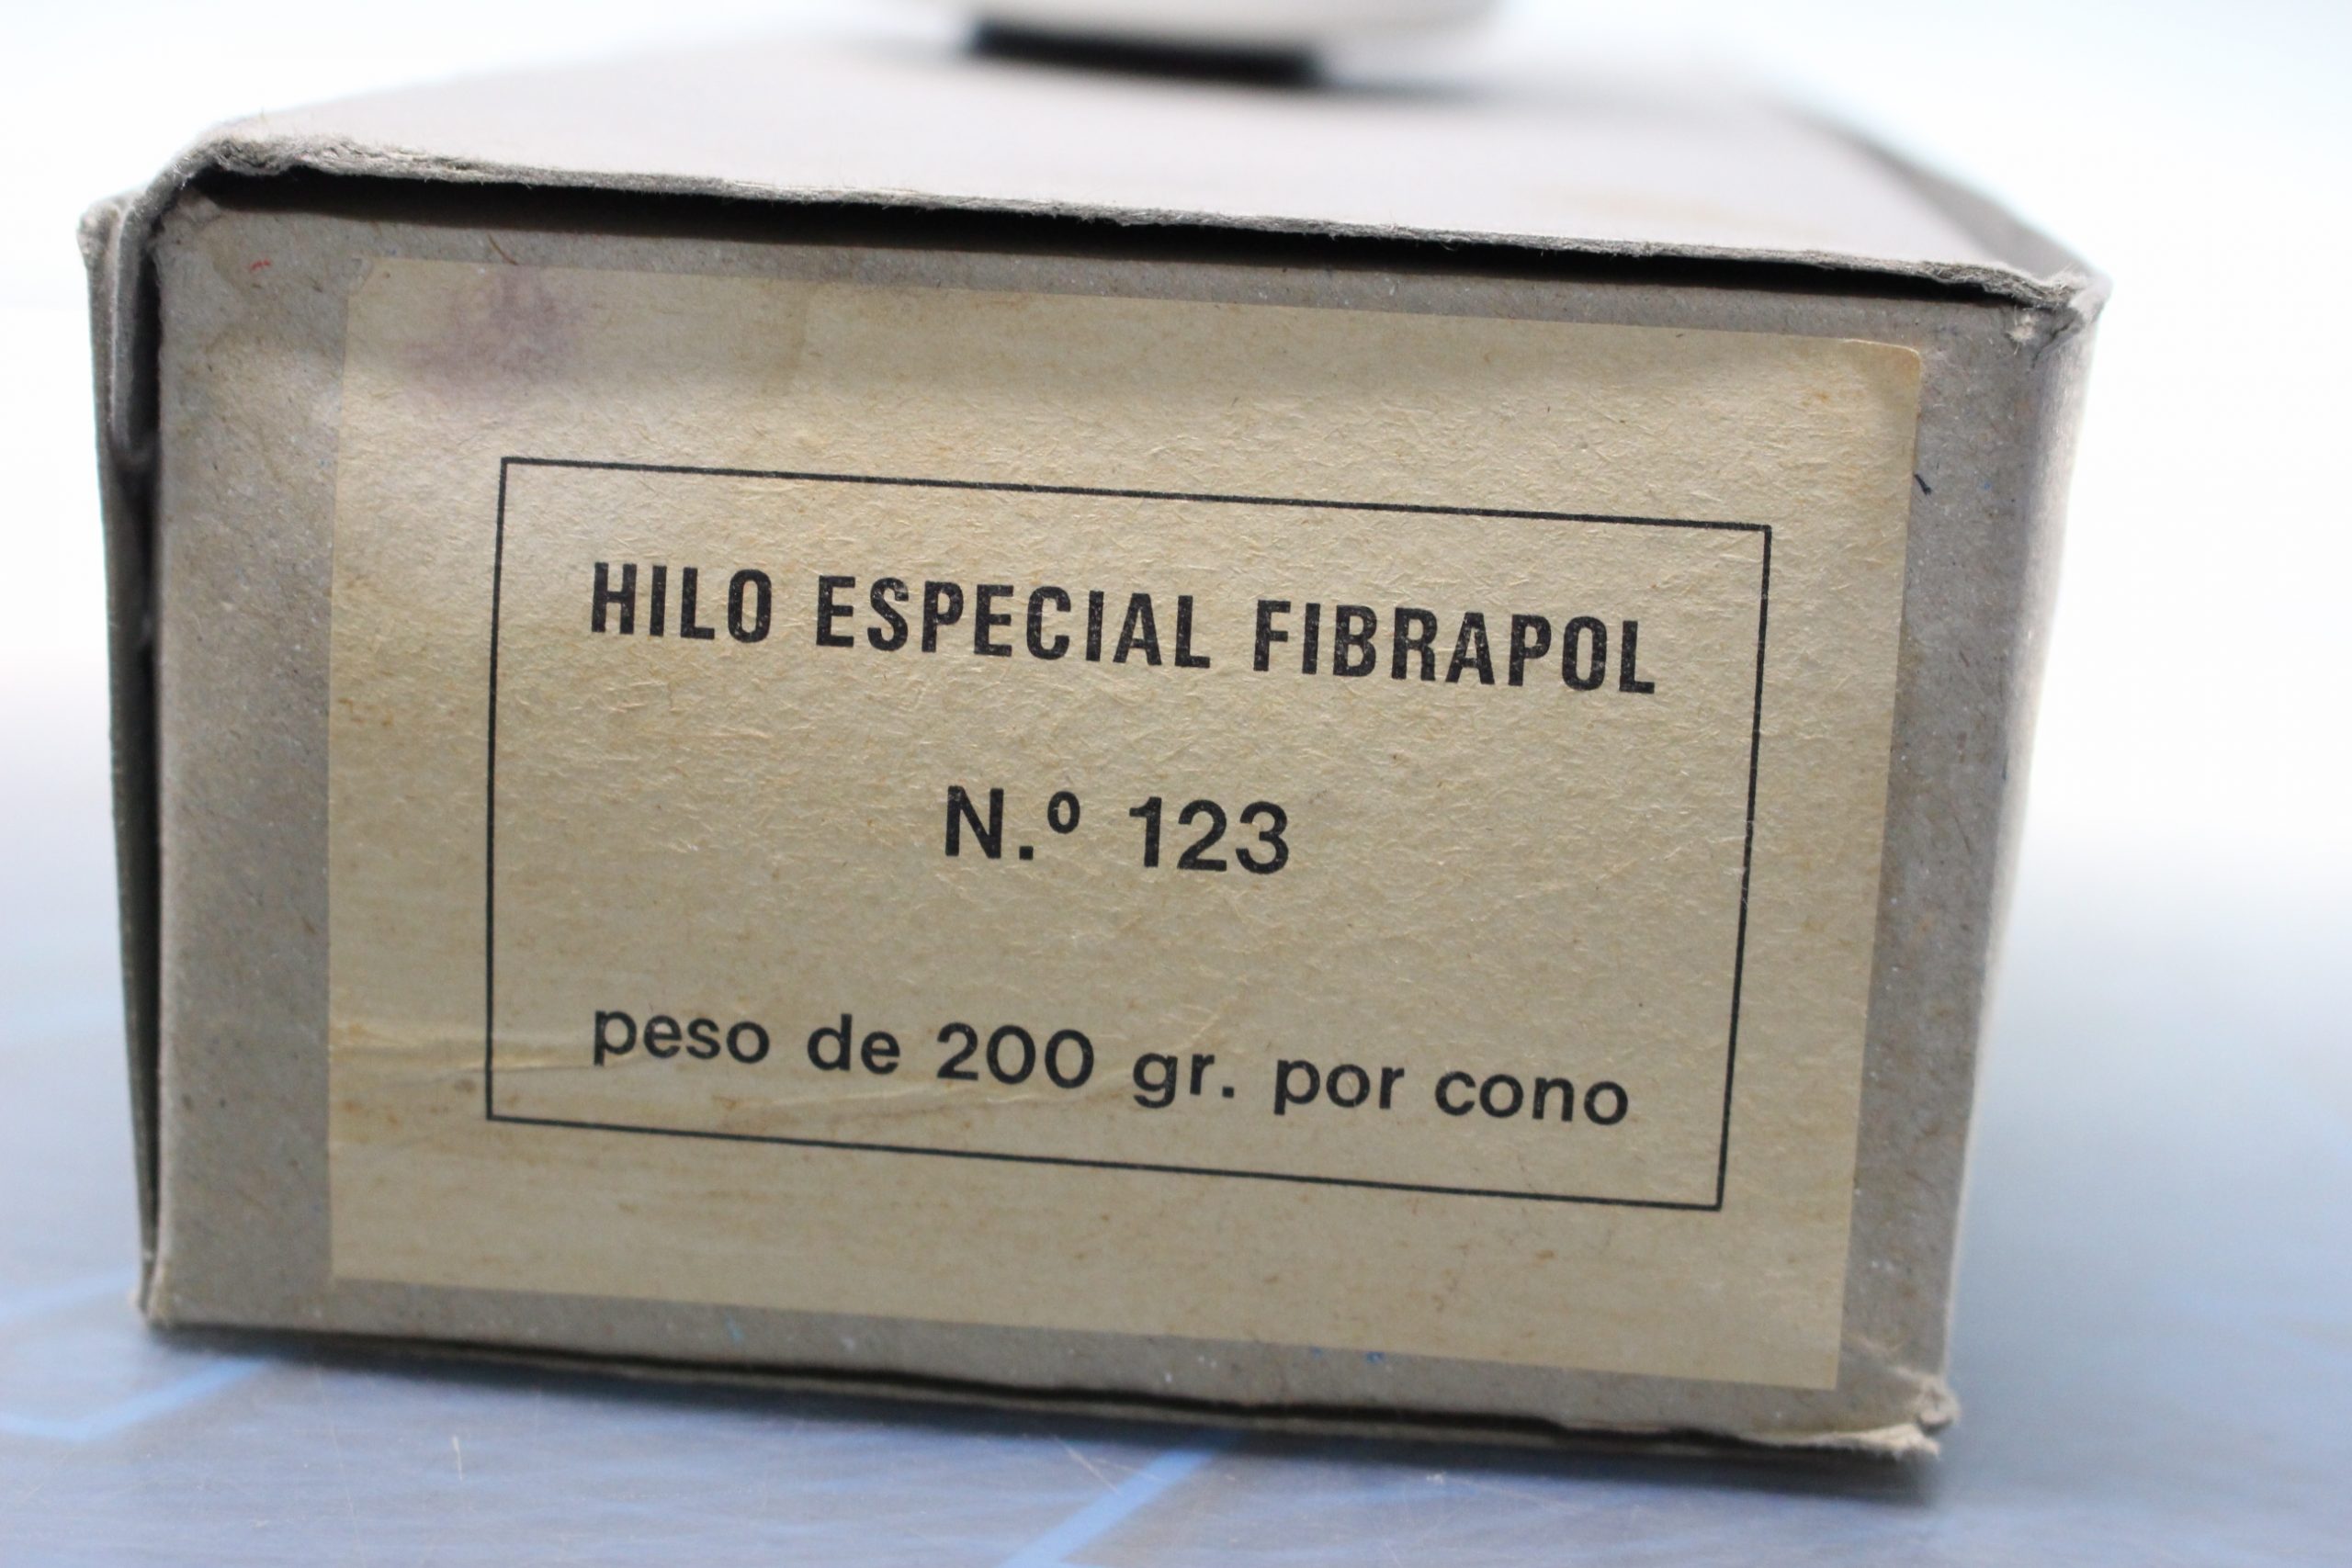 HILO ESPECIAL FIBRAPOL
N.º 123
peso de 200 gr. por cono